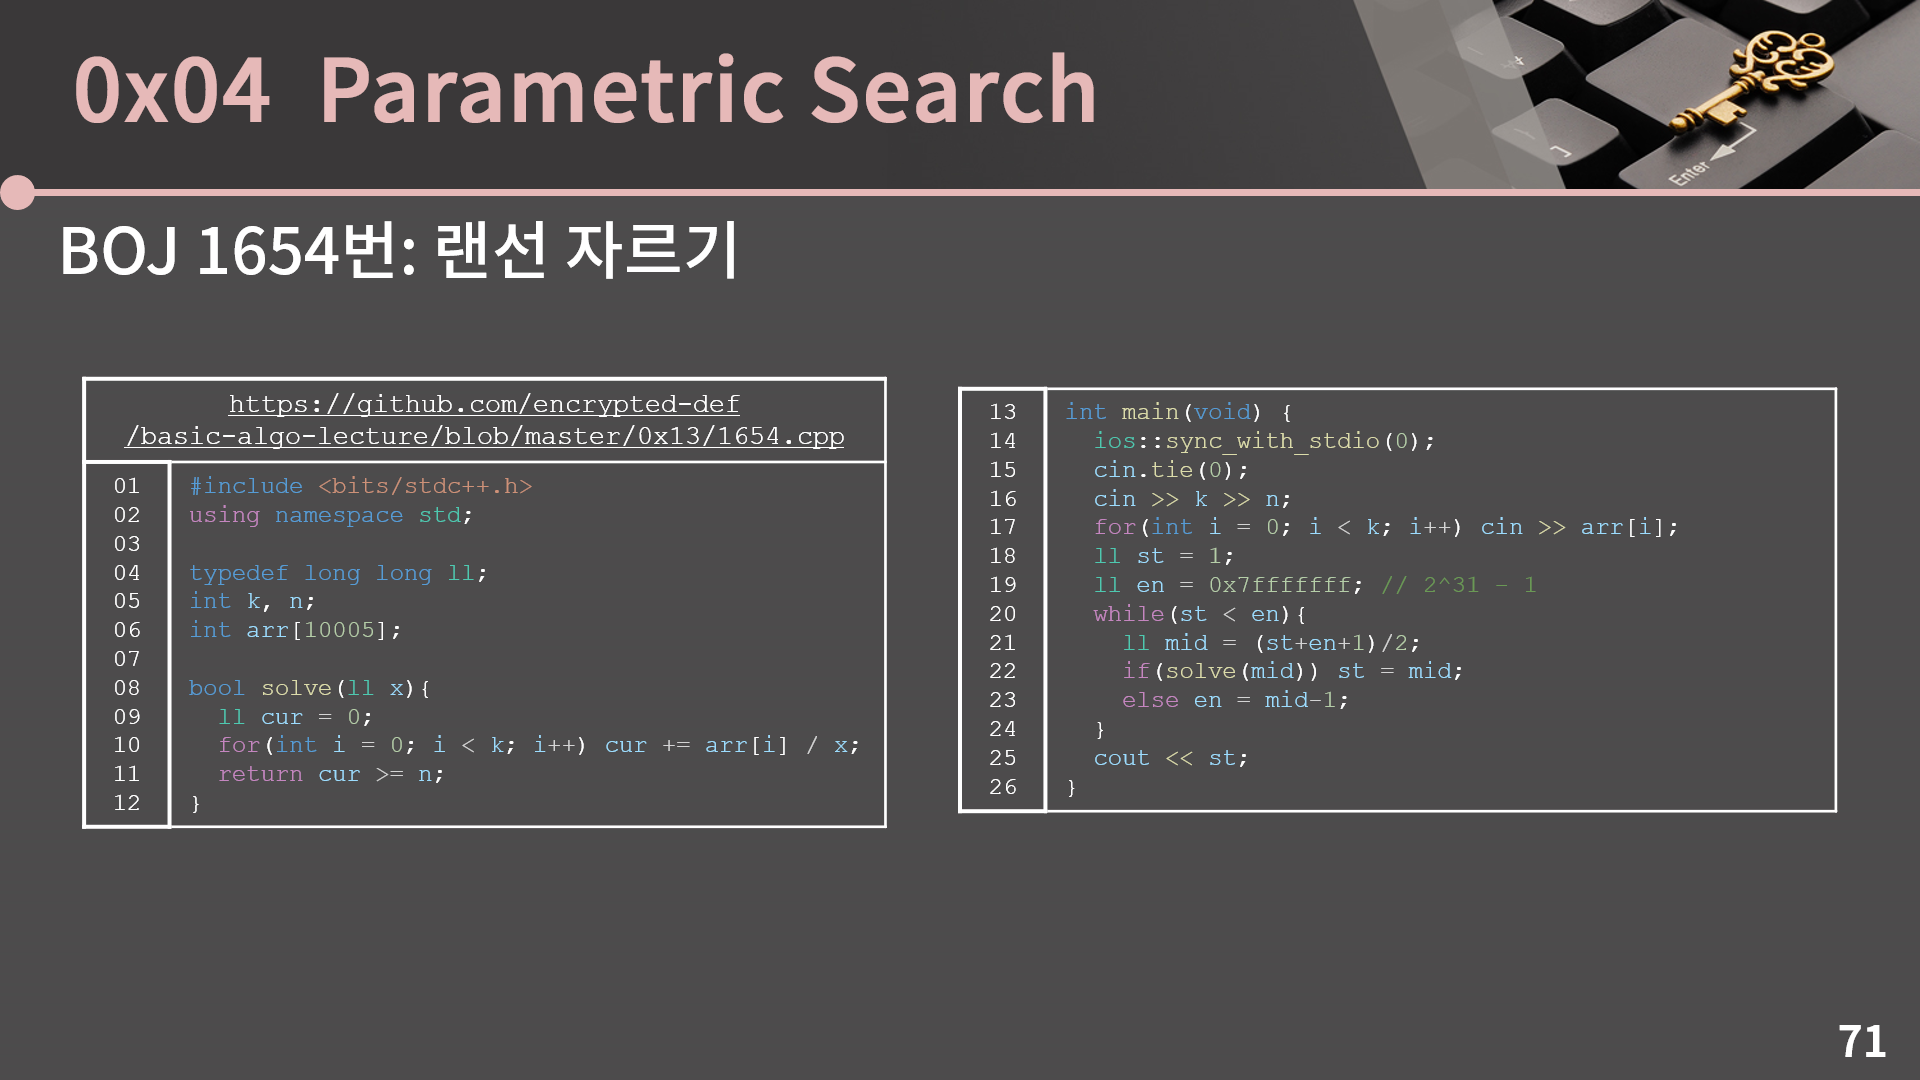 0x04 Parametric Search
Enter
BOJ 1654번: 랜선 자르기
https://github.com/encrypted-def
/basic-algo-lecture/blob/master/0x13/1654.cpp
01 #include <bits/stdc++.h>
02 using namespace std;
03
04 typedef long long ll;
05 int k, n;
06 int arr[10005];
07
08 bool solve(ll x){
09   ll cur = 0;
10   for(int i = 0; i < k; i++) cur += arr[i] / x;
11   return cur >= n;
12 }
13 int main(void) {
14   ios::sync_with_stdio(0);
15   cin.tie(0);
16   cin >> k >> n;
17   for(int i = 0; i < k; i++) cin >> arr[i];
18   ll st = 1;
19   ll en = 0x7fffffff; // 2^31 - 1
20   while(st < en){
21     ll mid = (st+en+1)/2;
22     if(solve(mid)) st = mid;
23     else en = mid-1;
24   }
25   cout << st;
26 }
71